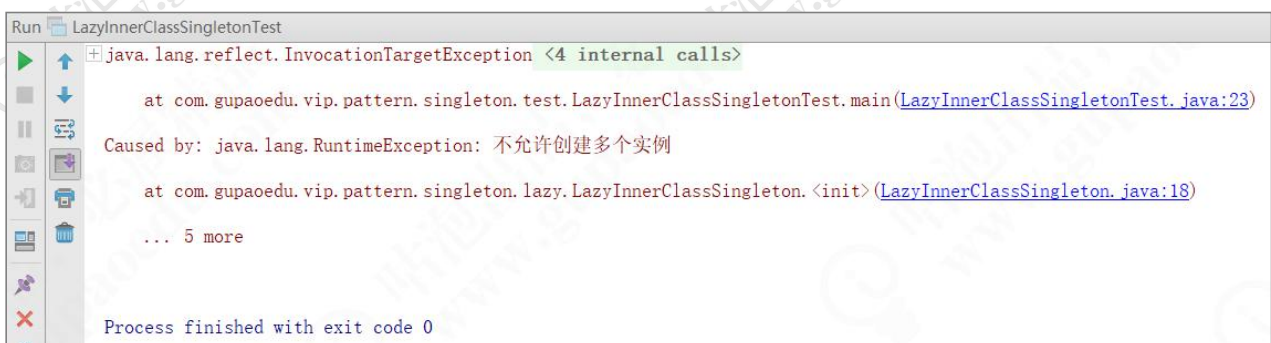 Run LazyInnerClassSingletonTest
java.lang.reflect.InvocationTargetException <4 internal calls>
at com.gupaoedu.vip.pattern.singleton.test.LazyInnerClassSingletonTest.main(LazyInnerClassSingletonTest.java:23)
Caused by: java.lang.RuntimeException: 不允许创建多个实例
at com.gupaoedu.vip.pattern.singleton.lazy.LazyInnerClassSingleton.<init>(LazyInnerClassSingleton.java:18)
... 5 more
Process finished with exit code 0